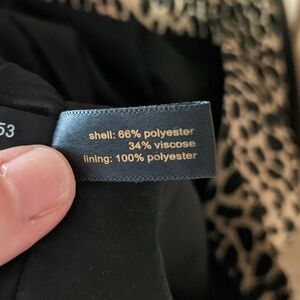 53
shell: 66% polyester
34% viscose
lining: 100% polyester